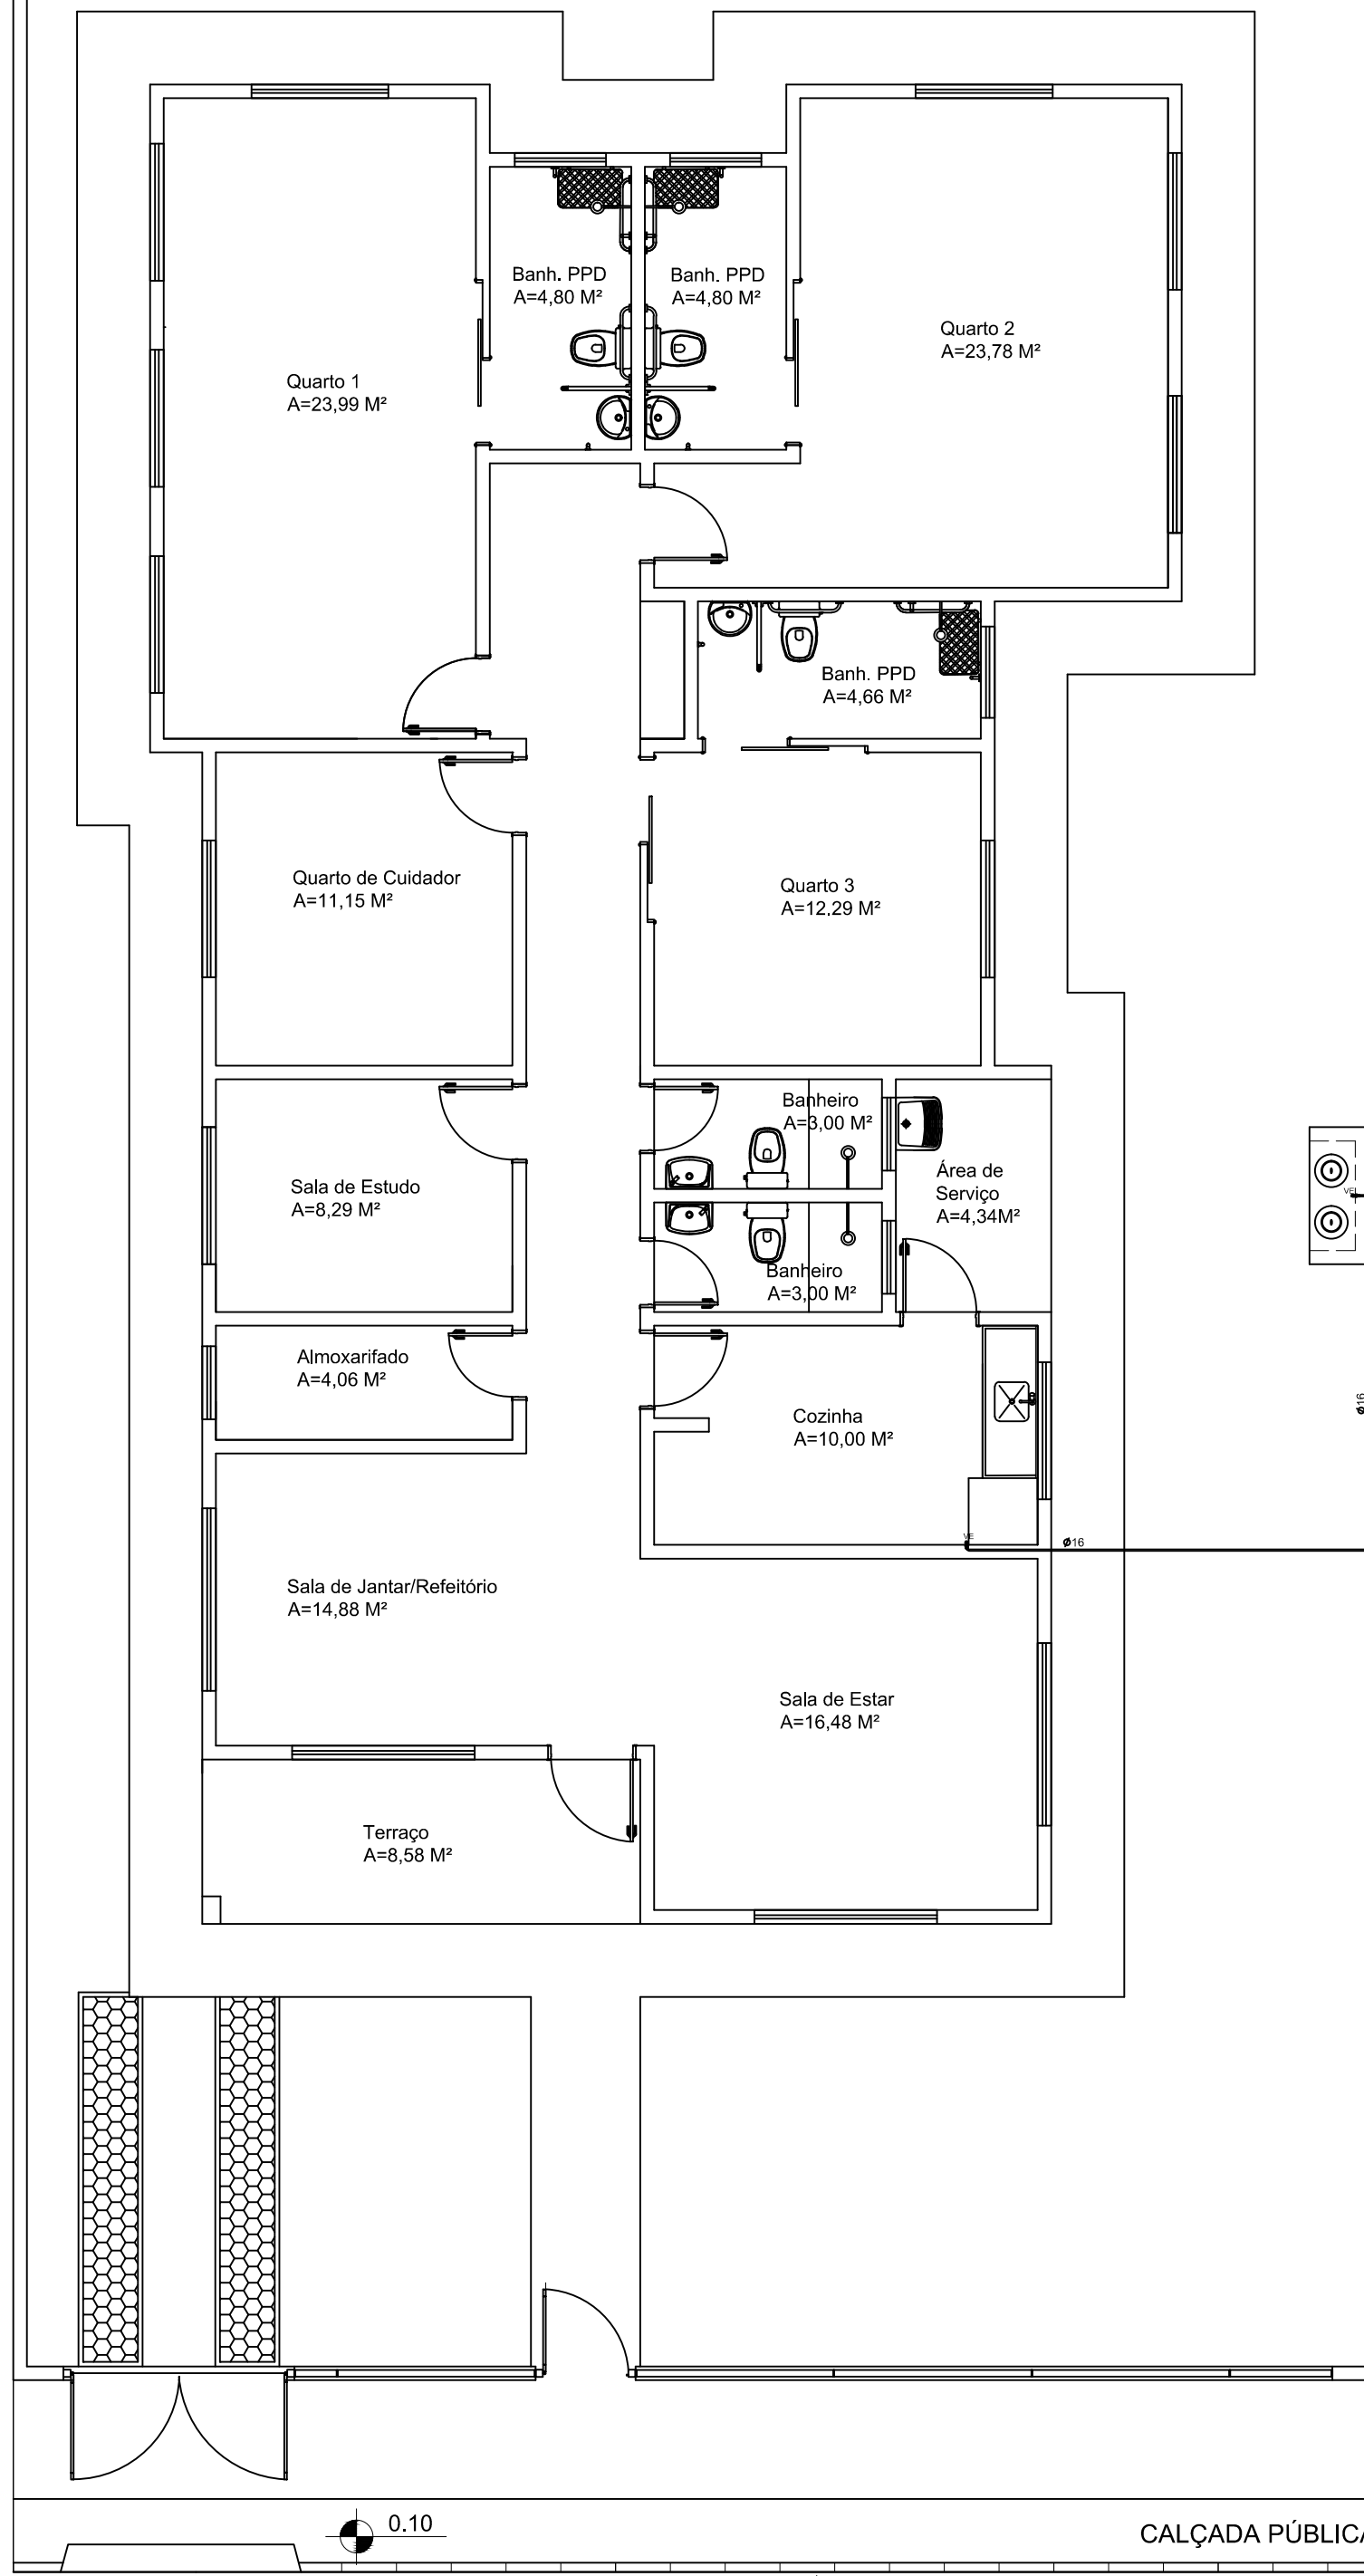 Banh. PPD
A=4,80 M²
Banh. PPD
A=4,80 M²
Quarto 2
A=23,78 M²
Quarto 1
A=23,99 M²
Banh. PPD
A=4,66 M²
Quarto de Cuidador
A=11,15 M²
Quarto 3
A=12,29 M²
Banheiro
A=3,00 M²
Sala de Estudo
A=8,29 M²
Área de
Serviço
A=4,34M²
VE
Banheiro
A=3,00 M²
Almoxarifado
A=4,06 M²
ø16
Cozinha
A=10,00 M²
VE
ø16
Sala de Jantar/Refeitório
A=14,88 M²
Sala de Estar
A=16,48 M²
Terraço
A=8,58 M²
0.10
CALÇADA PÚBLICA